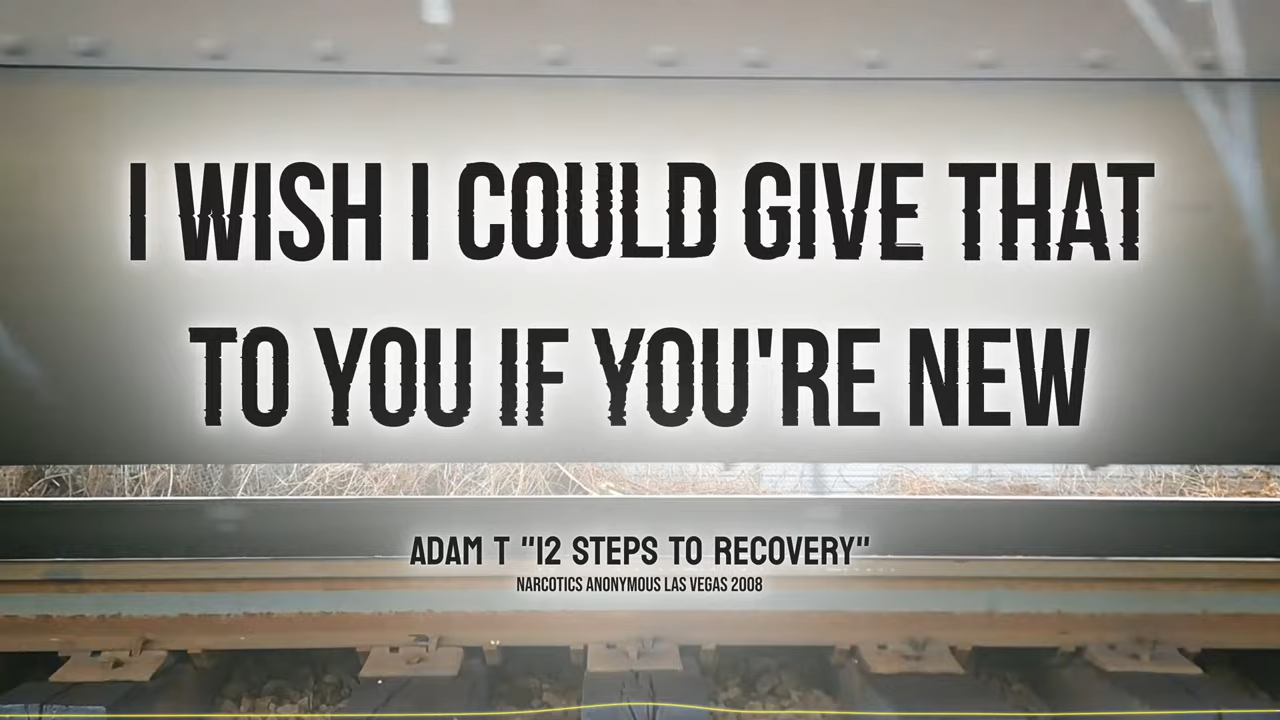 I WISH I COULD GIVE THAT
TO YOU IF YOU'RE NEW
ADAM T "12 STEPS TO RECOVERY"
NARCOTICS ANONYMOUS LAS VEGAS 2008